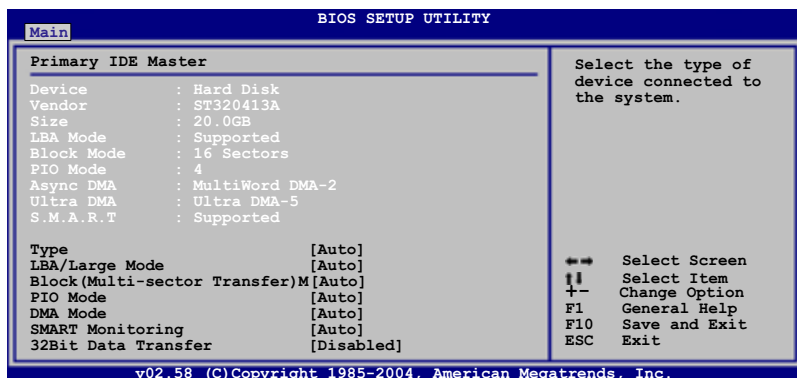 BIOS SETUP UTILITY
Main
Primary IDE Master
Device : Hard Disk
Vendor : ST320413A
Size : 20.0GB
LBA Mode : Supported
Block Mode : 16 Sectors
PIO Mode : 4
Async DMA : MultiWord DMA-2
Ultra DMA : Ultra DMA-5
S.M.A.R.T : Supported
Type [Auto]
LBA/Large Mode [Auto]
Block(Multi-sector Transfer)M[Auto]
PIO Mode [Auto]
DMA Mode [Auto]
SMART Monitoring [Auto]
32Bit Data Transfer [Disabled]
Select the type of
device connected to
the system.
←→ Select Screen
↑↓ Select Item
+- Change Option
F1 General Help
F10 Save and Exit
ESC Exit
v02.58 (C)Copyright 1985-2004, American Megatrends, Inc.